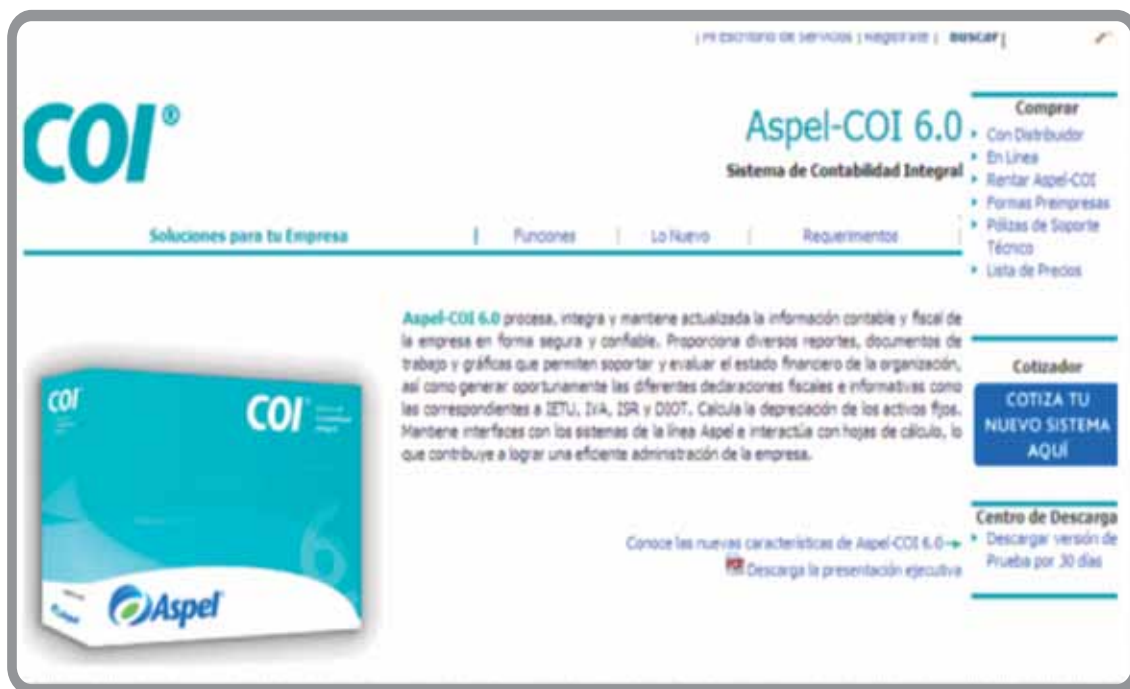 | Mi Escritorio de Servicios | Regístrate | Buscar |
COI®
Aspel-COI 6.0
Sistema de Contabilidad Integral
Soluciones para tu Empresa | Funciones | Lo Nuevo | Requerimientos |
Comprar
Con Distribuidor
En Línea
Rentar Aspel-COI
Formas Preimpresas
Pólizas de Soporte
Técnico
Lista de Precios
Aspel-COI 6.0 procesa, integra y mantiene actualizada la información contable y fiscal de
la empresa en forma segura y confiable. Proporciona diversos reportes, documentos de
trabajo y gráficas que permiten soportar y evaluar el estado financiero de la organización,
así como generar oportunamente las diferentes declaraciones fiscales e informativas como
las correspondientes a IETU, IVA, ISR y DIOT. Calcula la depreciación de los activos fijos.
Mantiene interfaces con los sistemas de la línea Aspel e interactúa con hojas de cálculo, lo
que contribuye a lograr una eficiente administración de la empresa.
Conoce las nuevas características de Aspel-COI 6.0
Descarga la presentación ejecutiva
Cotizador
COTIZA TU
NUEVO SISTEMA
AQUÍ
Centro de Descarga
Descargar versión de
Prueba por 30 días
COI
COI
6
Aspel